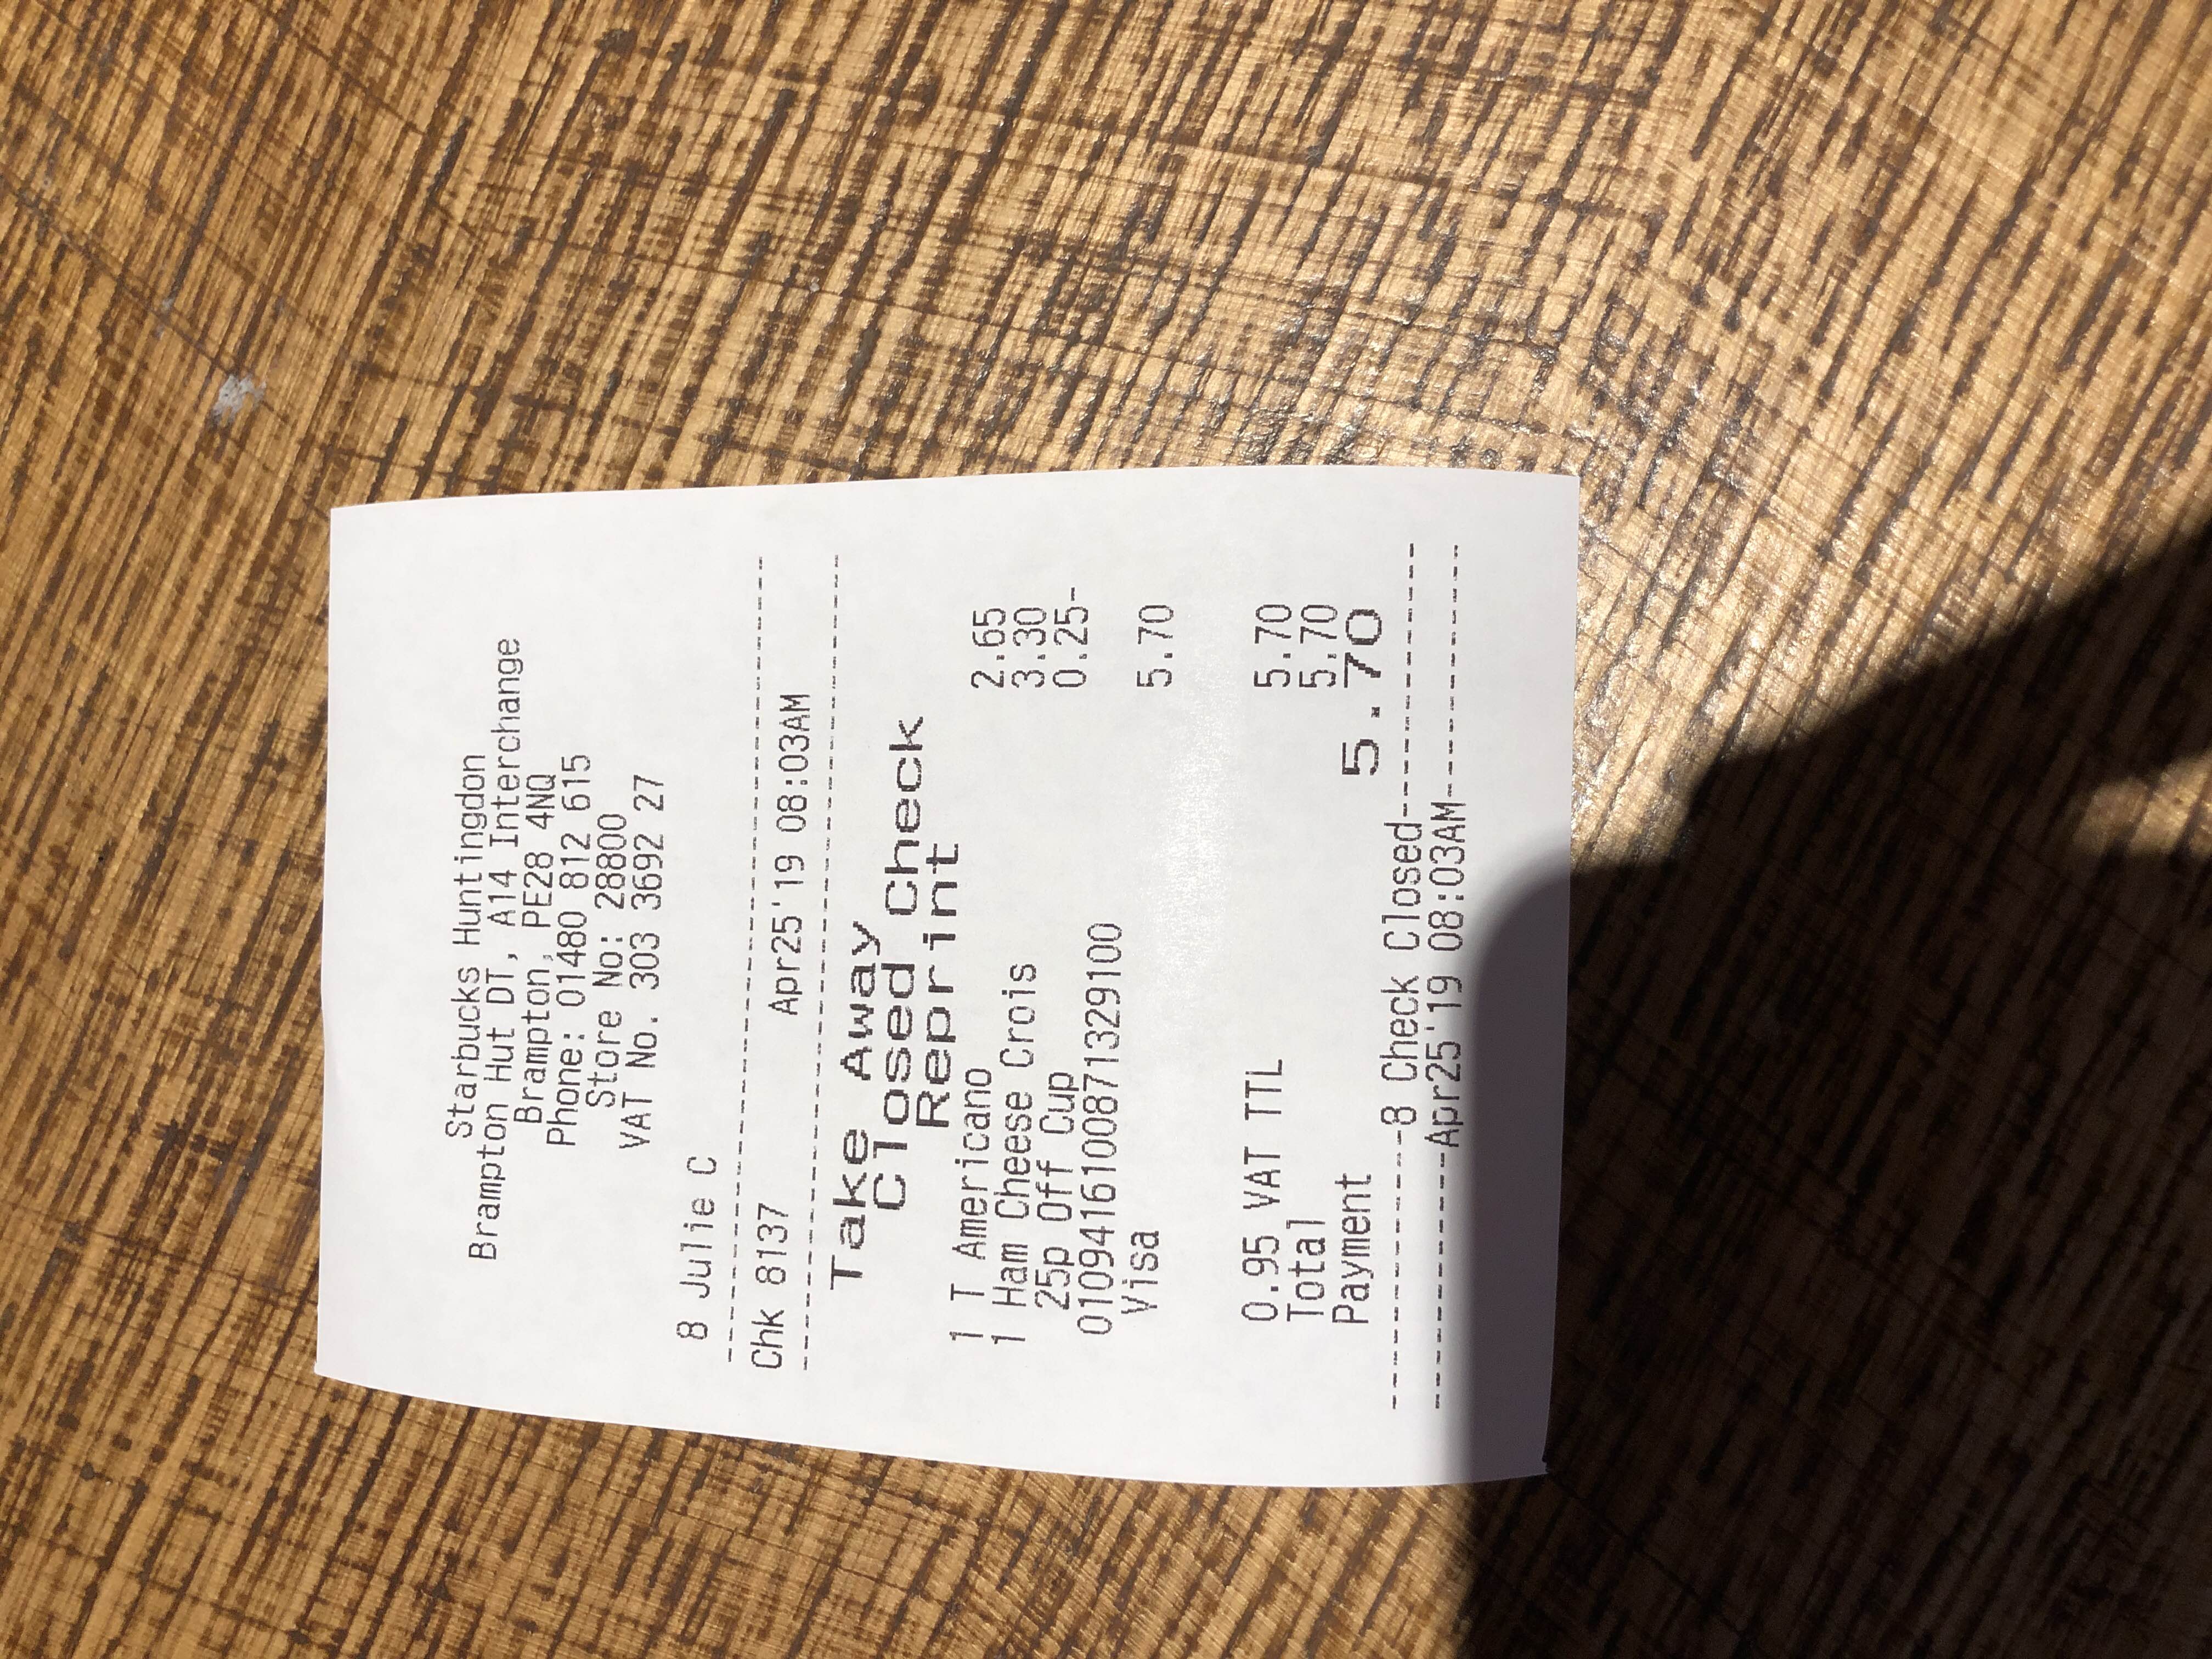 Starbucks Huntingdon
Brampton Hut DT, A14 Interchange
Brampton, PE28 4NQ
Phone: 01480 812 615
Store No: 28800
VAT No. 303 3692 27
8 Julie C
Chk 8137 Apr25'19 08:03AM
Take Away
Closed Check
Reprint
1 T Americano 2.65
1 Ham Cheese Crois 3.30
25p Off Cup 0.25-
0109416100871329100
Visa 5.70
0.95 VAT TTL 5.70
Total 5.70
Payment 5.70
-------------8 Check Closed-------------
------------Apr25'19 08:03AM------------